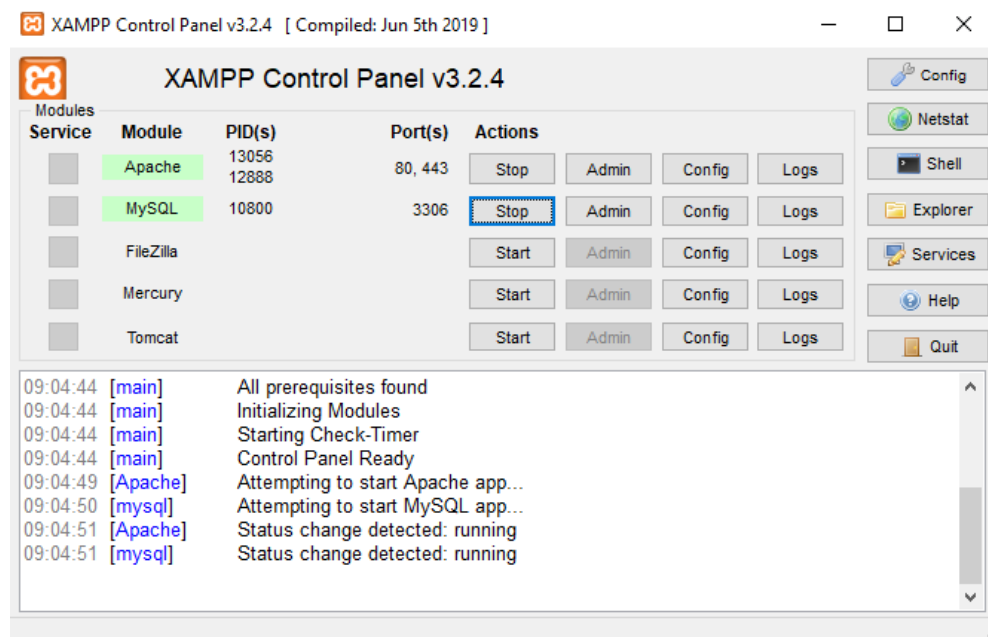 XAMPP Control Panel v3.2.4 [ Compiled: Jun 5th 2019 ]
XAMPP Control Panel v3.2.4
Config
Modules
Service Module PID(s) Port(s) Actions
Netstat
Apache 13056 12888 80, 443 Stop Admin Config Logs
Shell
MySQL 10800 3306 Stop Admin Config Logs
Explorer
FileZilla Start Admin Config Logs
Services
Mercury Start Admin Config Logs
Help
Tomcat Start Admin Config Logs
Quit
09:04:44 [main] All prerequisites found
09:04:44 [main] Initializing Modules
09:04:44 [main] Starting Check-Timer
09:04:44 [main] Control Panel Ready
09:04:49 [Apache] Attempting to start Apache app...
09:04:50 [mysql] Attempting to start MySQL app...
09:04:51 [Apache] Status change detected: running
09:04:51 [mysql] Status change detected: running